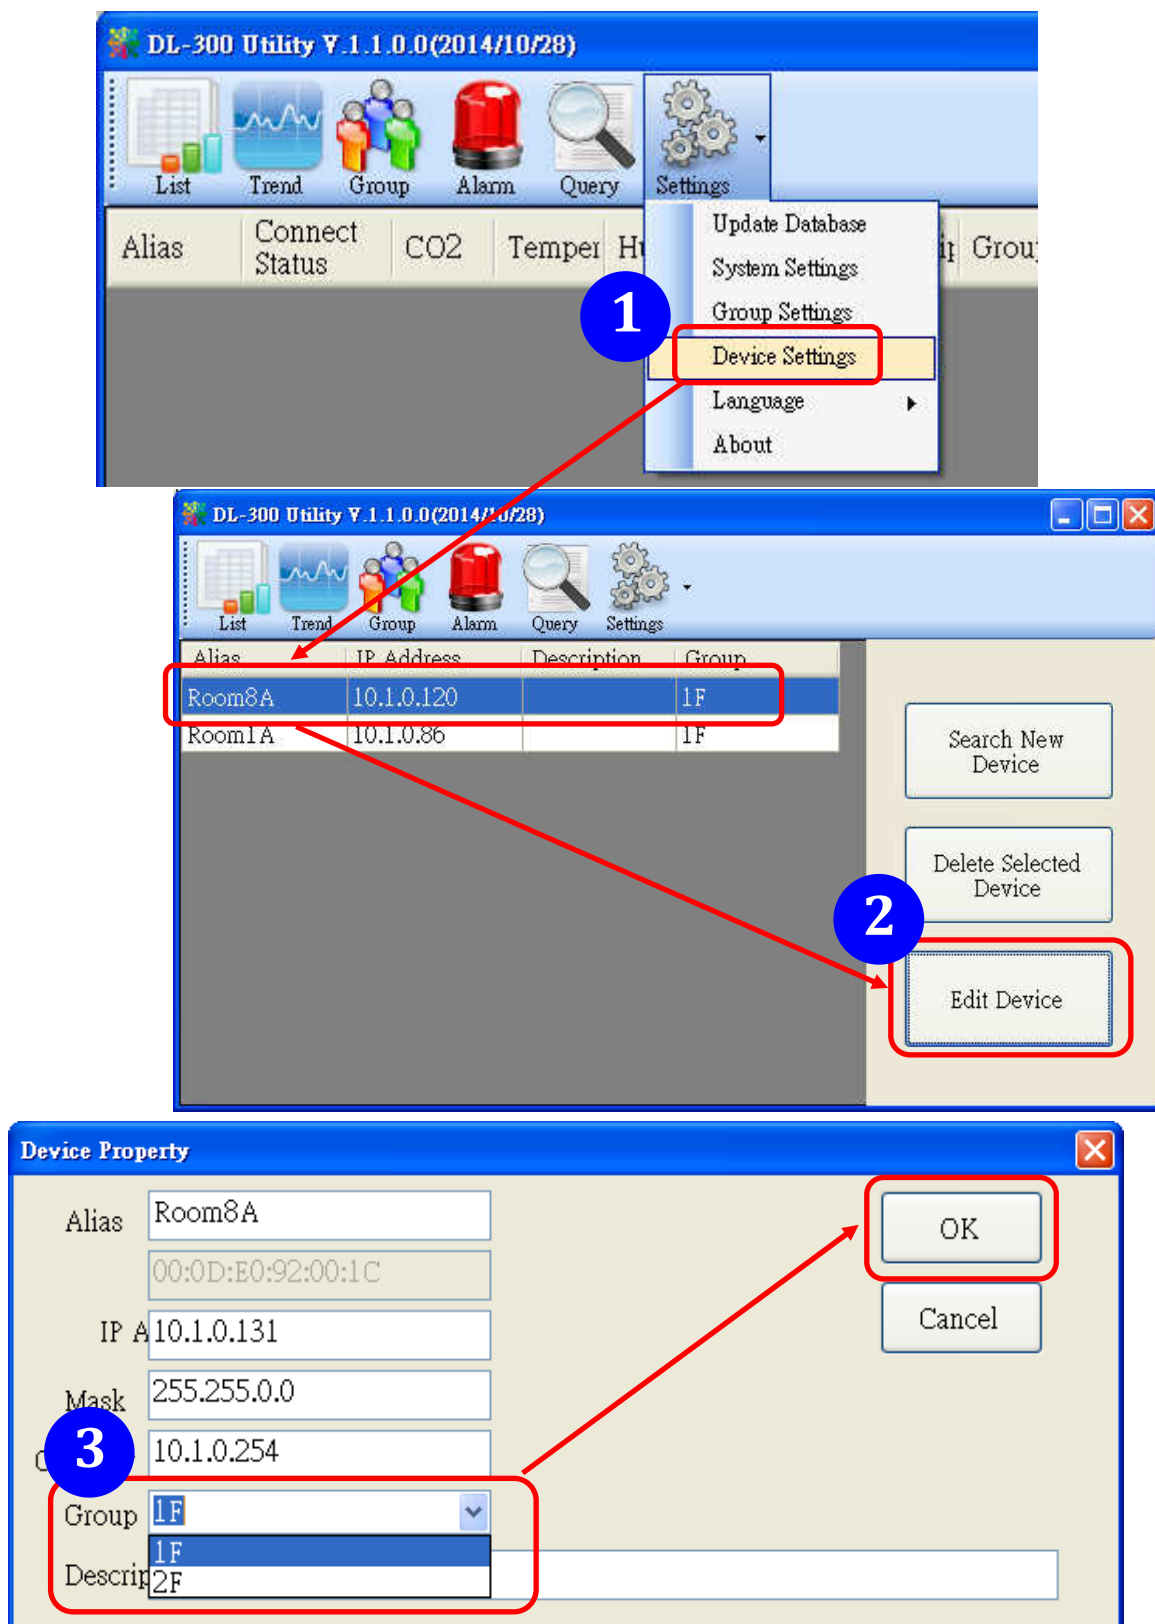 DL-300 Utility V.1.1.0.0(2014/10/28)
List Trend Group Alarm Query Settings
Alias Connect Status CO2 Temper Hu Grou
Update Database
System Settings
Group Settings
1
Device Settings
Language
About
DL-300 Utility V.1.1.0.0(2014/10/28)
List Trend Group Alarm Query Settings
Alias IP Address Description Group
Room8A 10.1.0.120 1F
Room1A 10.1.0.86 1F
Search New
Device
Delete Selected
Device
2
Edit Device
Device Property
Alias Room8A
OK
00:0D:E0:92:00:1C
IP A 10.1.0.131
Cancel
Mask 255.255.0.0
3
10.1.0.254
Group 1F
1F
Descrip
2F